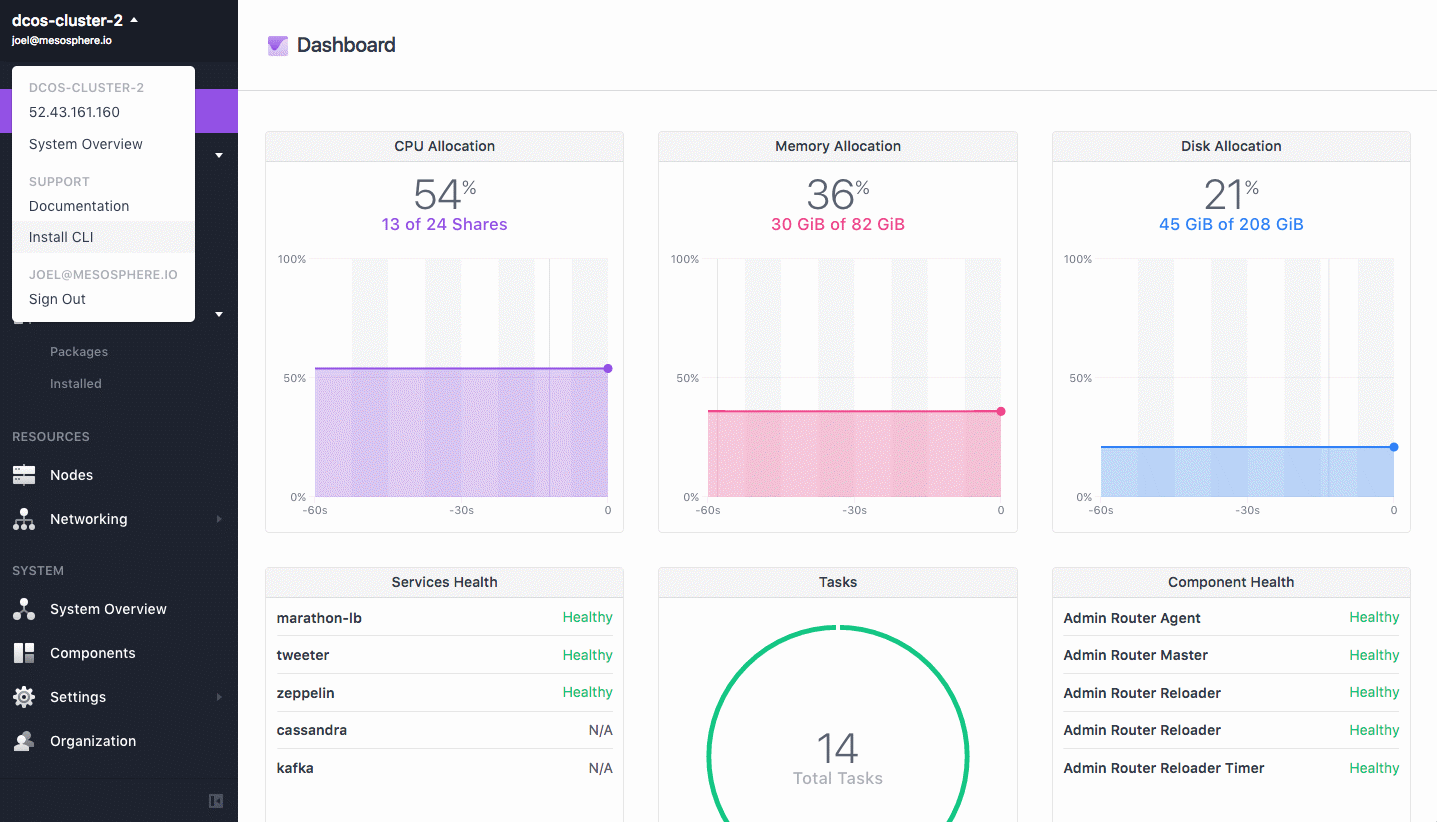 dcos-cluster-2
joel@mesosphere.io
DCOS-CLUSTER-2
52.43.161.160
System Overview
SUPPORT
Documentation
Install CLI
JOEL@MESOSPHERE.IO
Sign Out
Packages
Installed
RESOURCES
Nodes
Networking
SYSTEM
System Overview
Components
Settings
Organization
Dashboard
CPU Allocation
54%
13 of 24 Shares
100%
50%
0%
-60s
-30s
0
Memory Allocation
36%
30 GiB of 82 GiB
100%
50%
0%
-60s
-30s
0
Disk Allocation
21%
45 GiB of 208 GiB
100%
50%
0%
-60s
-30s
0
Services Health
marathon-lb Healthy
tweeter Healthy
zeppelin Healthy
cassandra N/A
kafka N/A
Tasks
14
Total Tasks
Component Health
Admin Router Agent Healthy
Admin Router Master Healthy
Admin Router Reloader Healthy
Admin Router Reloader Healthy
Admin Router Reloader Timer Healthy